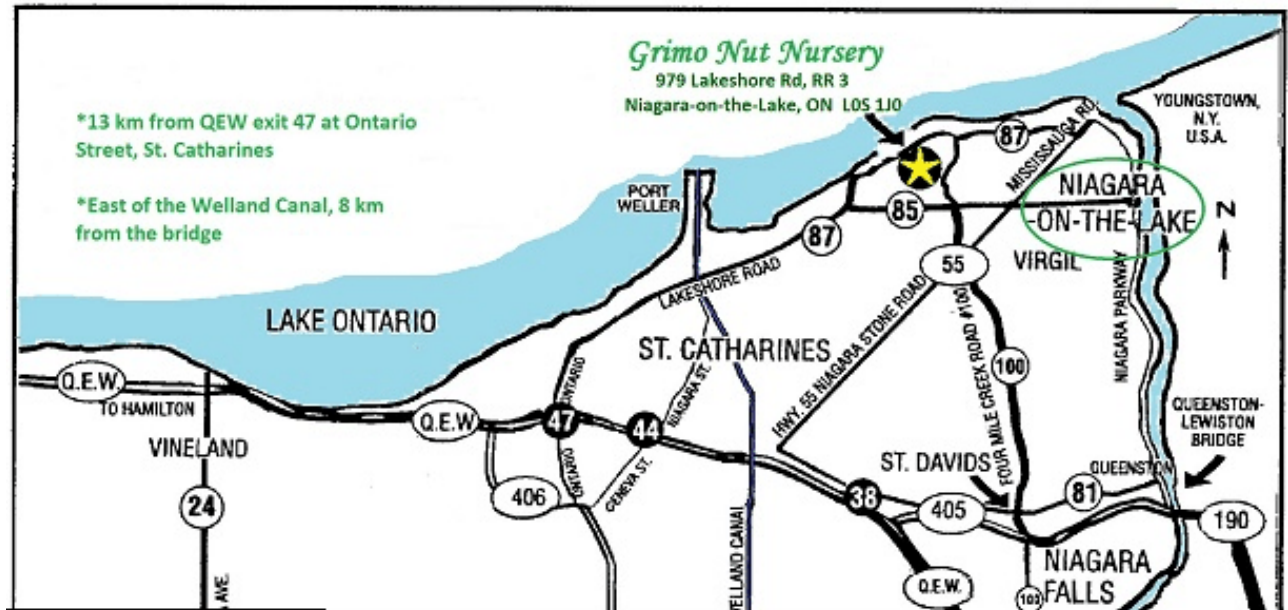 Grimo Nut Nursery
979 Lakeshore Rd, RR 3
Niagara-on-the-Lake, ON L0S 1J0
*13 km from QEW exit 47 at Ontario
Street, St. Catharines
*East of the Welland Canal, 8 km
from the bridge
YOUNGSTOWN,
N.Y.
U.S.A.
87
MISSISSAUGA RD.
PORT
WELLER
NIAGARA
-ON-THE-LAKE
85
87
N
55
VIRGIL
LAKESHORE ROAD
NIAGARA PARKWAY
LAKE ONTARIO
ST. CATHARINES
HWY. 55 NIAGARA STONE ROAD
FOUR MILE CREEK ROAD #100
100
Q.E.W.
TO HAMILTON
ONTARIO
NIAGARA ST.
Q.E.W
47
44
QUEENSTON-
LEWISTON
BRIDGE
VINELAND
ONTARIO
GENEVA ST.
ST. DAVIDS
QUEENSTON
24
406
38
405
81
190
WELLAND CANAL
NIAGARA
FALLS
Q.E.W.
AVE.